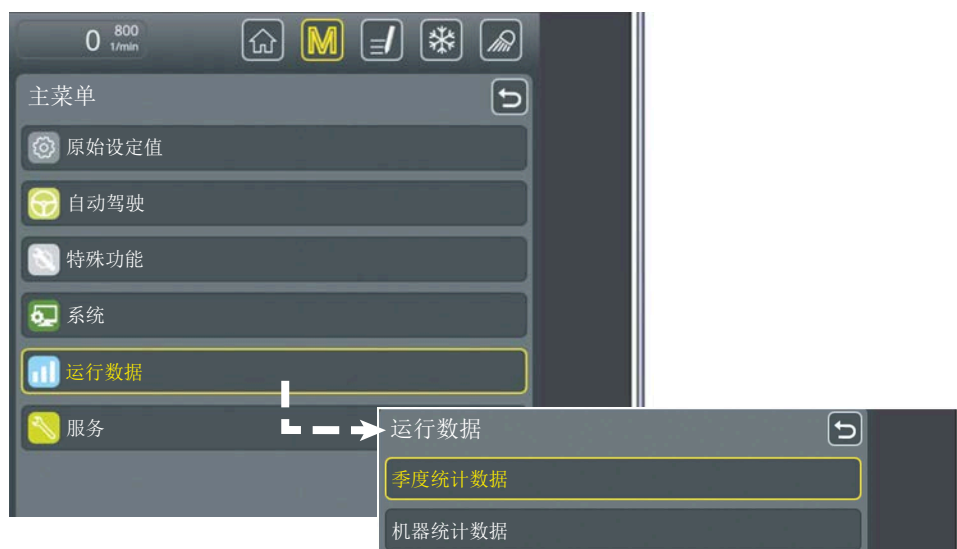 0 800
1/min
M
主菜单
原始设定值
自动驾驶
特殊功能
系统
运行数据
服务
运行数据
季度统计数据
机器统计数据